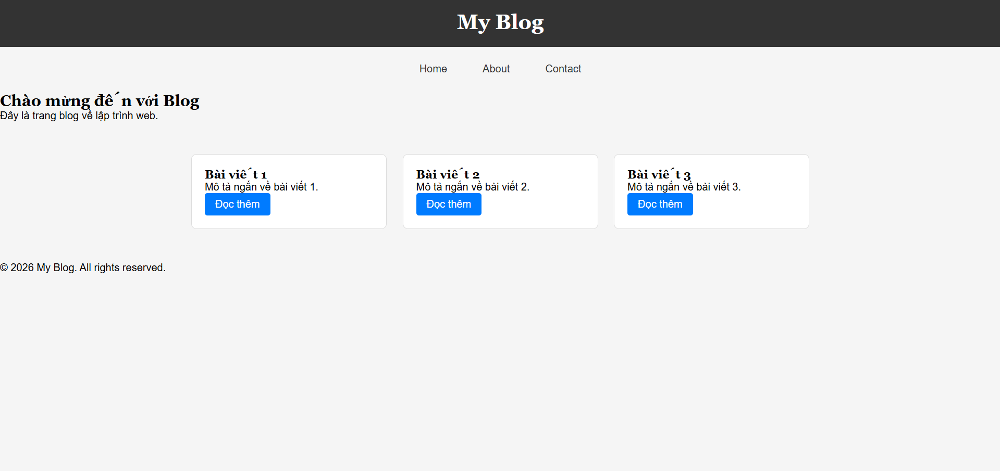 My Blog
Home About Contact
Chào mừng đến với Blog
Đây là trang blog về lập trình web.
Bài viết 1
Mô tả ngắn về bài viết 1.
Đọc thêm
Bài viết 2
Mô tả ngắn về bài viết 2.
Đọc thêm
Bài viết 3
Mô tả ngắn về bài viết 3.
Đọc thêm
© 2026 My Blog. All rights reserved.